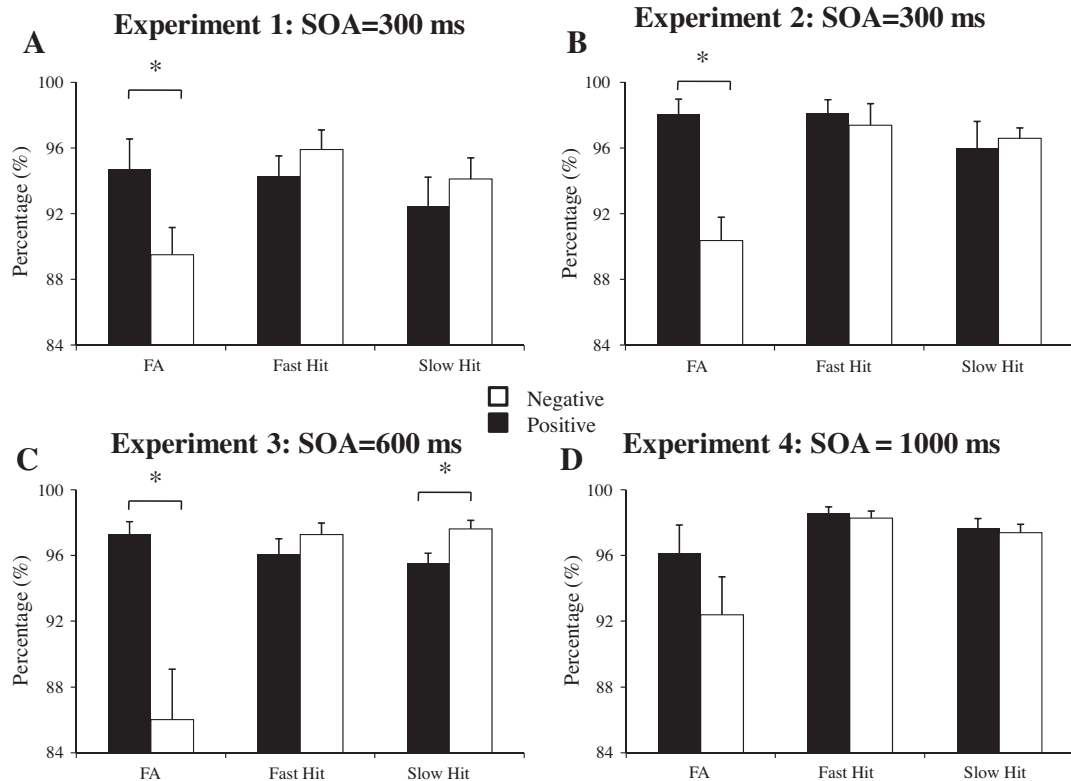 A
Experiment 1: SOA=300 ms
*
Percentage (%)
100
96
92
88
84
FA
Fast Hit
Slow Hit
B
Experiment 2: SOA=300 ms
*
Percentage (%)
100
96
92
88
84
FA
Fast Hit
Slow Hit
Negative
Positive
C
Experiment 3: SOA=600 ms
*
*
Percentage (%)
100
96
92
88
84
FA
Fast Hit
Slow Hit
D
Experiment 4: SOA = 1000 ms
Percentage (%)
100
96
92
88
84
FA
Fast Hit
Slow Hit